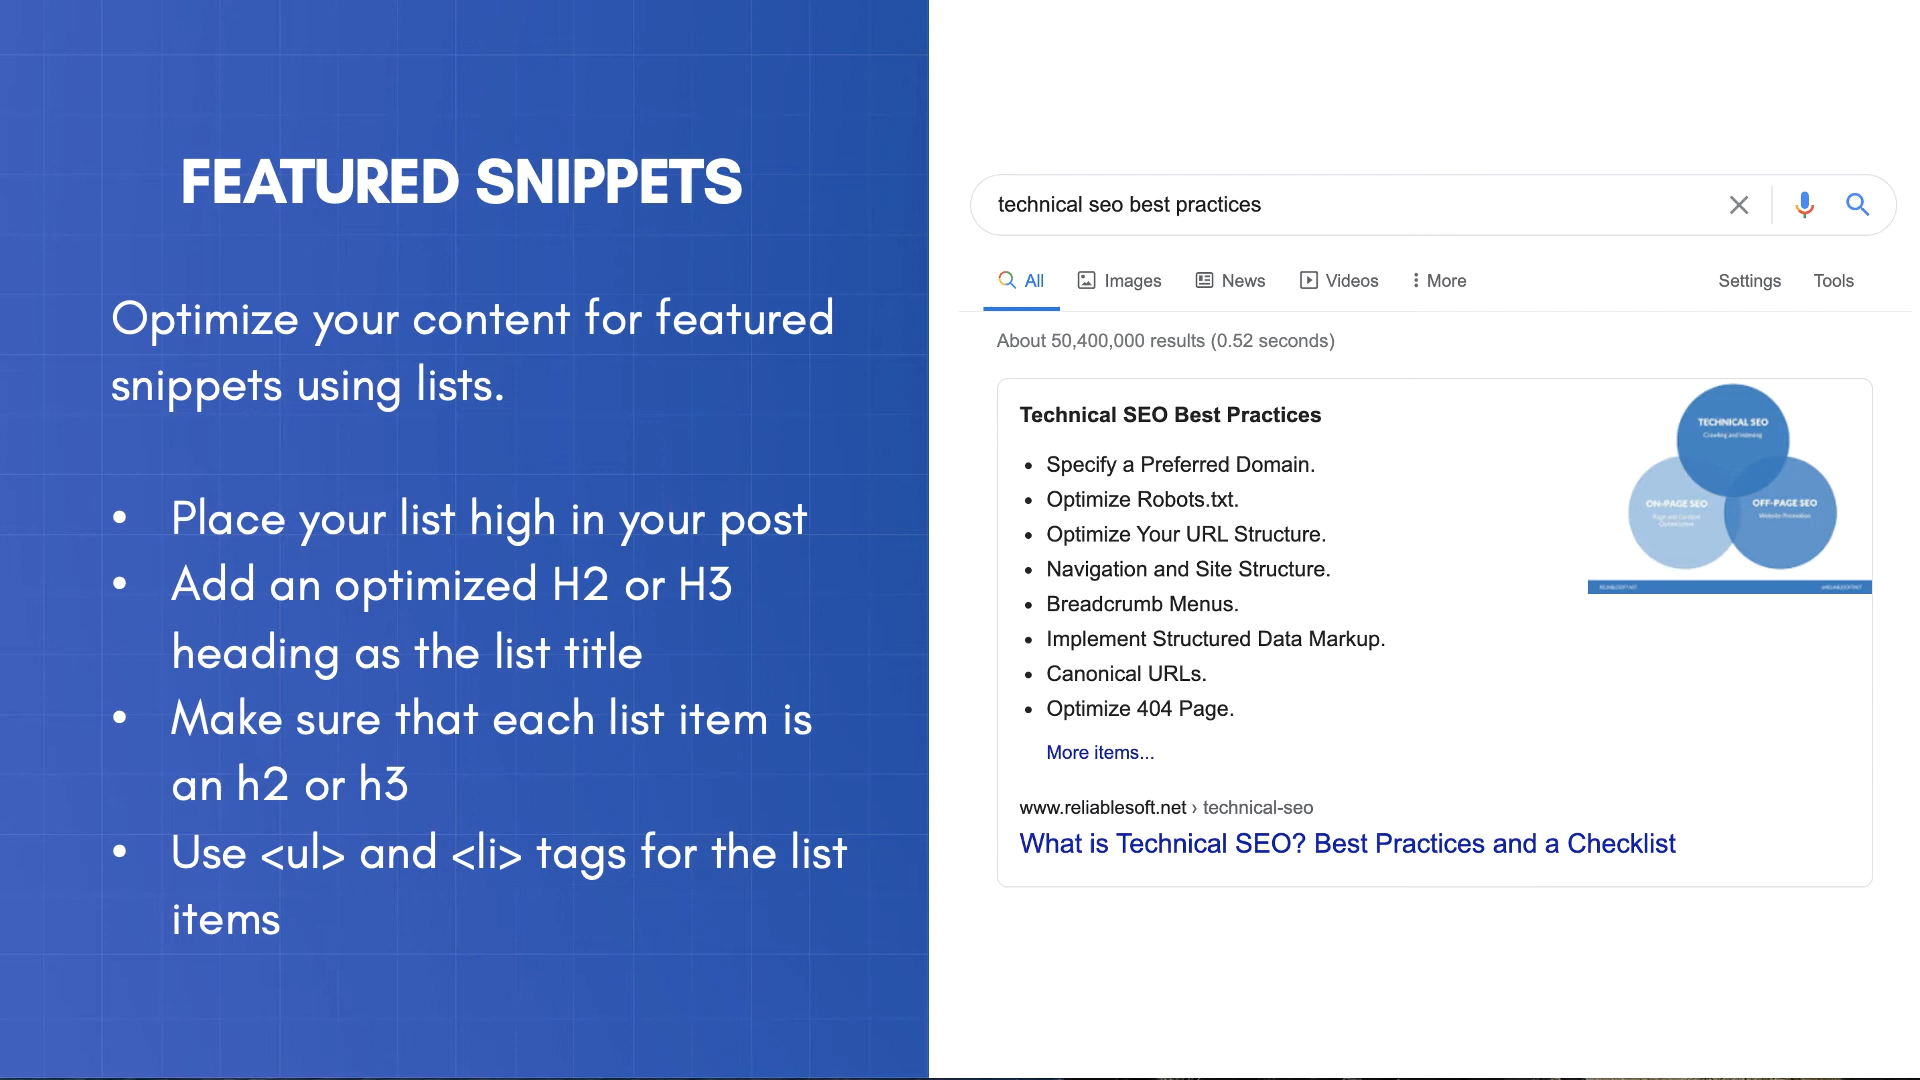 FEATURED SNIPPETS
Optimize your content for featured
snippets using lists.
• Place your list high in your post
• Add an optimized H2 or H3
heading as the list title
• Make sure that each list item is
an h2 or h3
• Use <ul> and <li> tags for the list
items
technical seo best practices
All Images News Videos More Settings Tools
About 50,400,000 results (0.52 seconds)
Technical SEO Best Practices
• Specify a Preferred Domain.
• Optimize Robots.txt.
• Optimize Your URL Structure.
• Navigation and Site Structure.
• Breadcrumb Menus.
• Implement Structured Data Markup.
• Canonical URLs.
• Optimize 404 Page.
More items...
www.reliablesoft.net › technical-seo
What is Technical SEO? Best Practices and a Checklist
TECHNICAL SEO
Crawling and Indexing
ON-PAGE SEO
OFF-PAGE SEO
Website Promotion